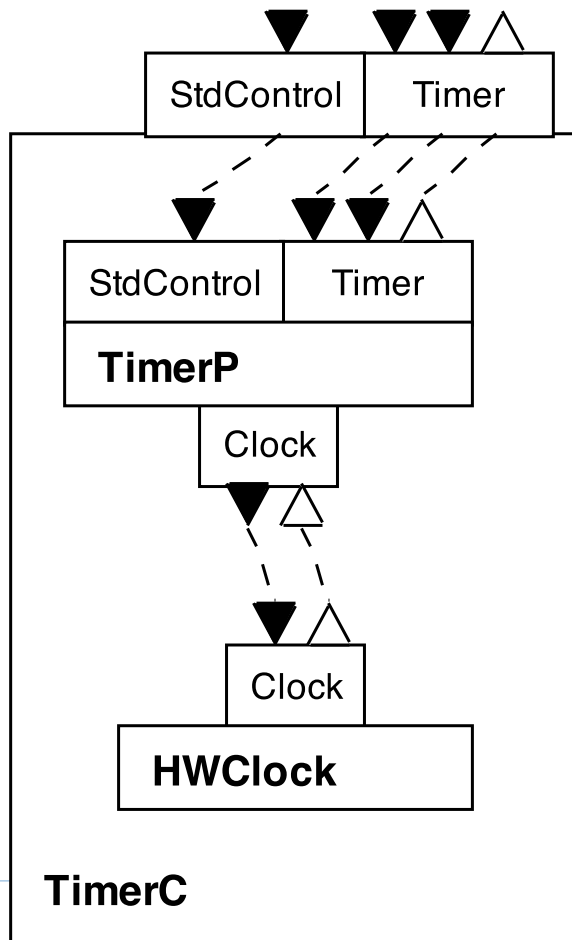 StdControl Timer
StdControl Timer
TimerP
Clock
Clock
HWClock
TimerC